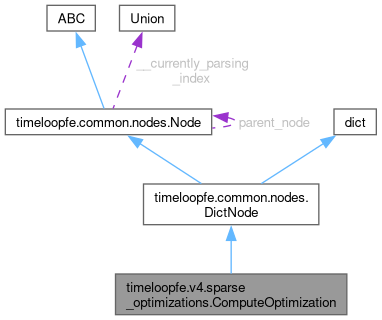 ABC
Union
__currently_parsing
_index
timeloopfe.common.nodes.Node
parent_node
dict
timeloopfe.common.nodes.
DictNode
timeloopfe.v4.sparse
_optimizations.ComputeOptimization